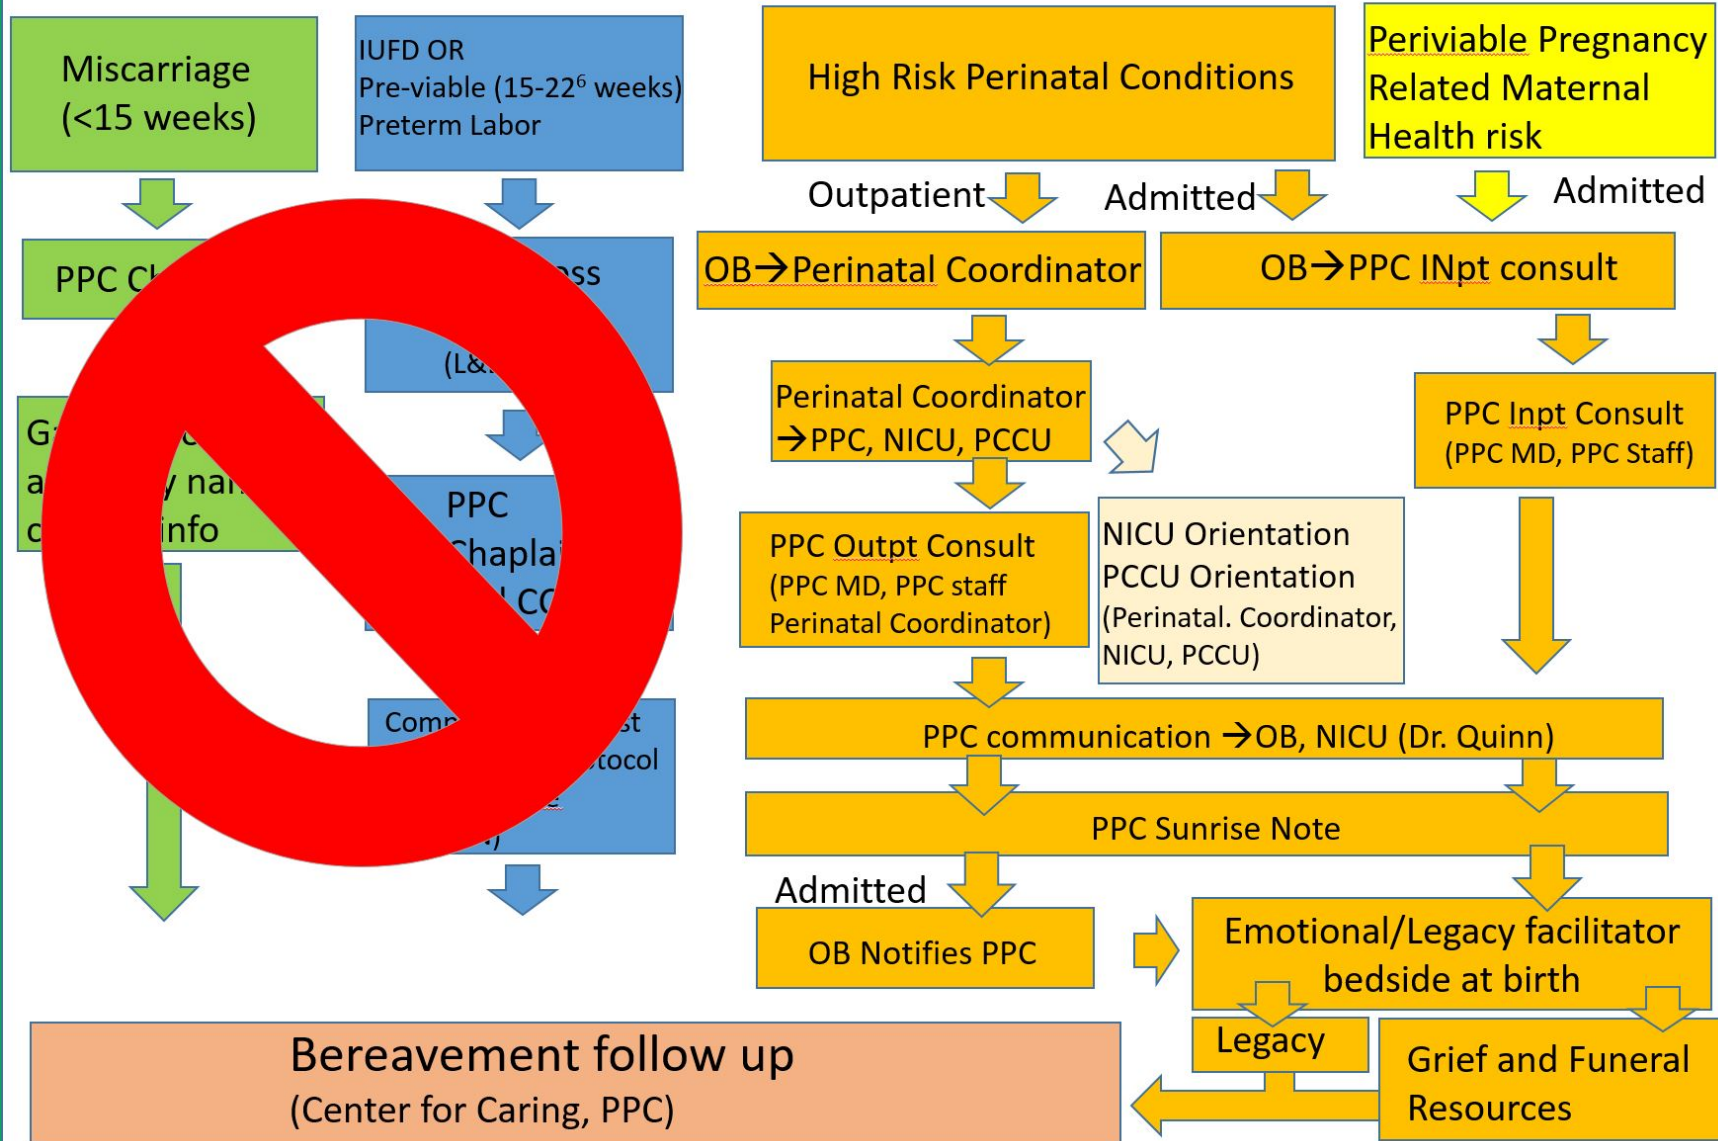 Miscarriage
(<15 weeks)
IUFD OR
Pre-viable (15-22⁶ weeks)
Preterm Labor
High Risk Perinatal Conditions
Periviable Pregnancy
Related Maternal
Health risk
Outpatient
Admitted
Admitted
PPC
OB→Perinatal Coordinator
OB→PPC INpt consult
Perinatal Coordinator
→PPC, NICU, PCCU
PPC Inpt Consult
(PPC MD, PPC Staff)
info
PPC
PPC Outpt Consult
(PPC MD, PPC staff
Perinatal Coordinator)
NICU Orientation
PCCU Orientation
(Perinatal. Coordinator,
NICU, PCCU)
PPC communication →OB, NICU (Dr. Quinn)
PPC Sunrise Note
Admitted
OB Notifies PPC
Emotional/Legacy facilitator
bedside at birth
Legacy
Grief and Funeral
Resources
Bereavement follow up
(Center for Caring, PPC)